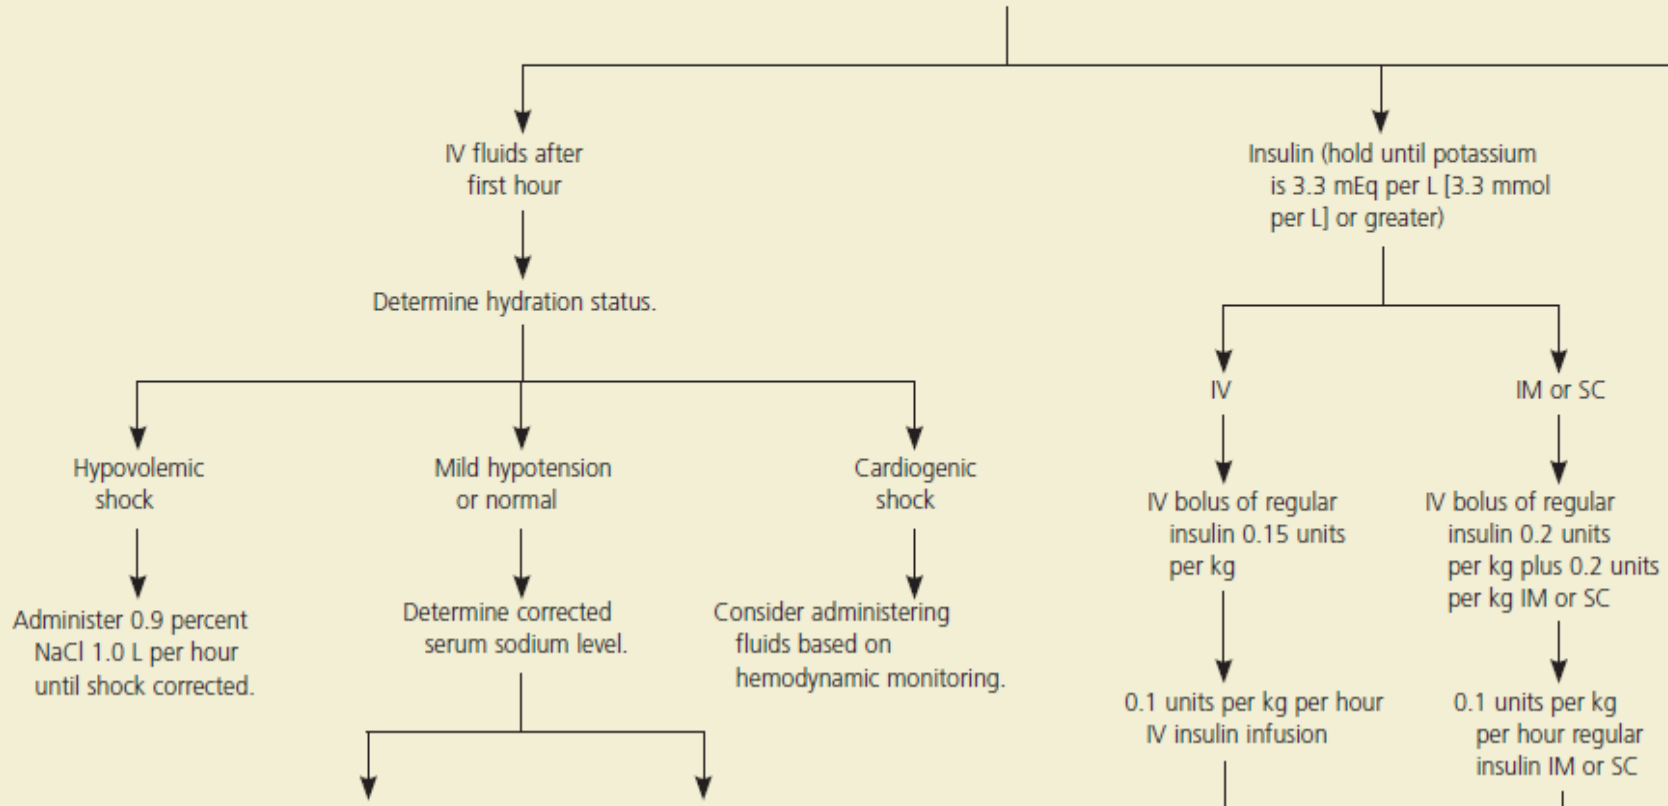 IV fluids after
first hour
Determine hydration status.
Hypovolemic
shock
Administer 0.9 percent
NaCl 1.0 L per hour
until shock corrected.
Mild hypotension
or normal
Determine corrected
serum sodium level.
Cardiogenic
shock
Consider administering
fluids based on
hemodynamic monitoring.
Insulin (hold until potassium
is 3.3 mEq per L [3.3 mmol
per L] or greater)
IV
IV bolus of regular
insulin 0.15 units
per kg
0.1 units per kg per hour
IV insulin infusion
IM or SC
IV bolus of regular
insulin 0.2 units
per kg plus 0.2 units
per kg IM or SC
0.1 units per kg
per hour regular
insulin IM or SC